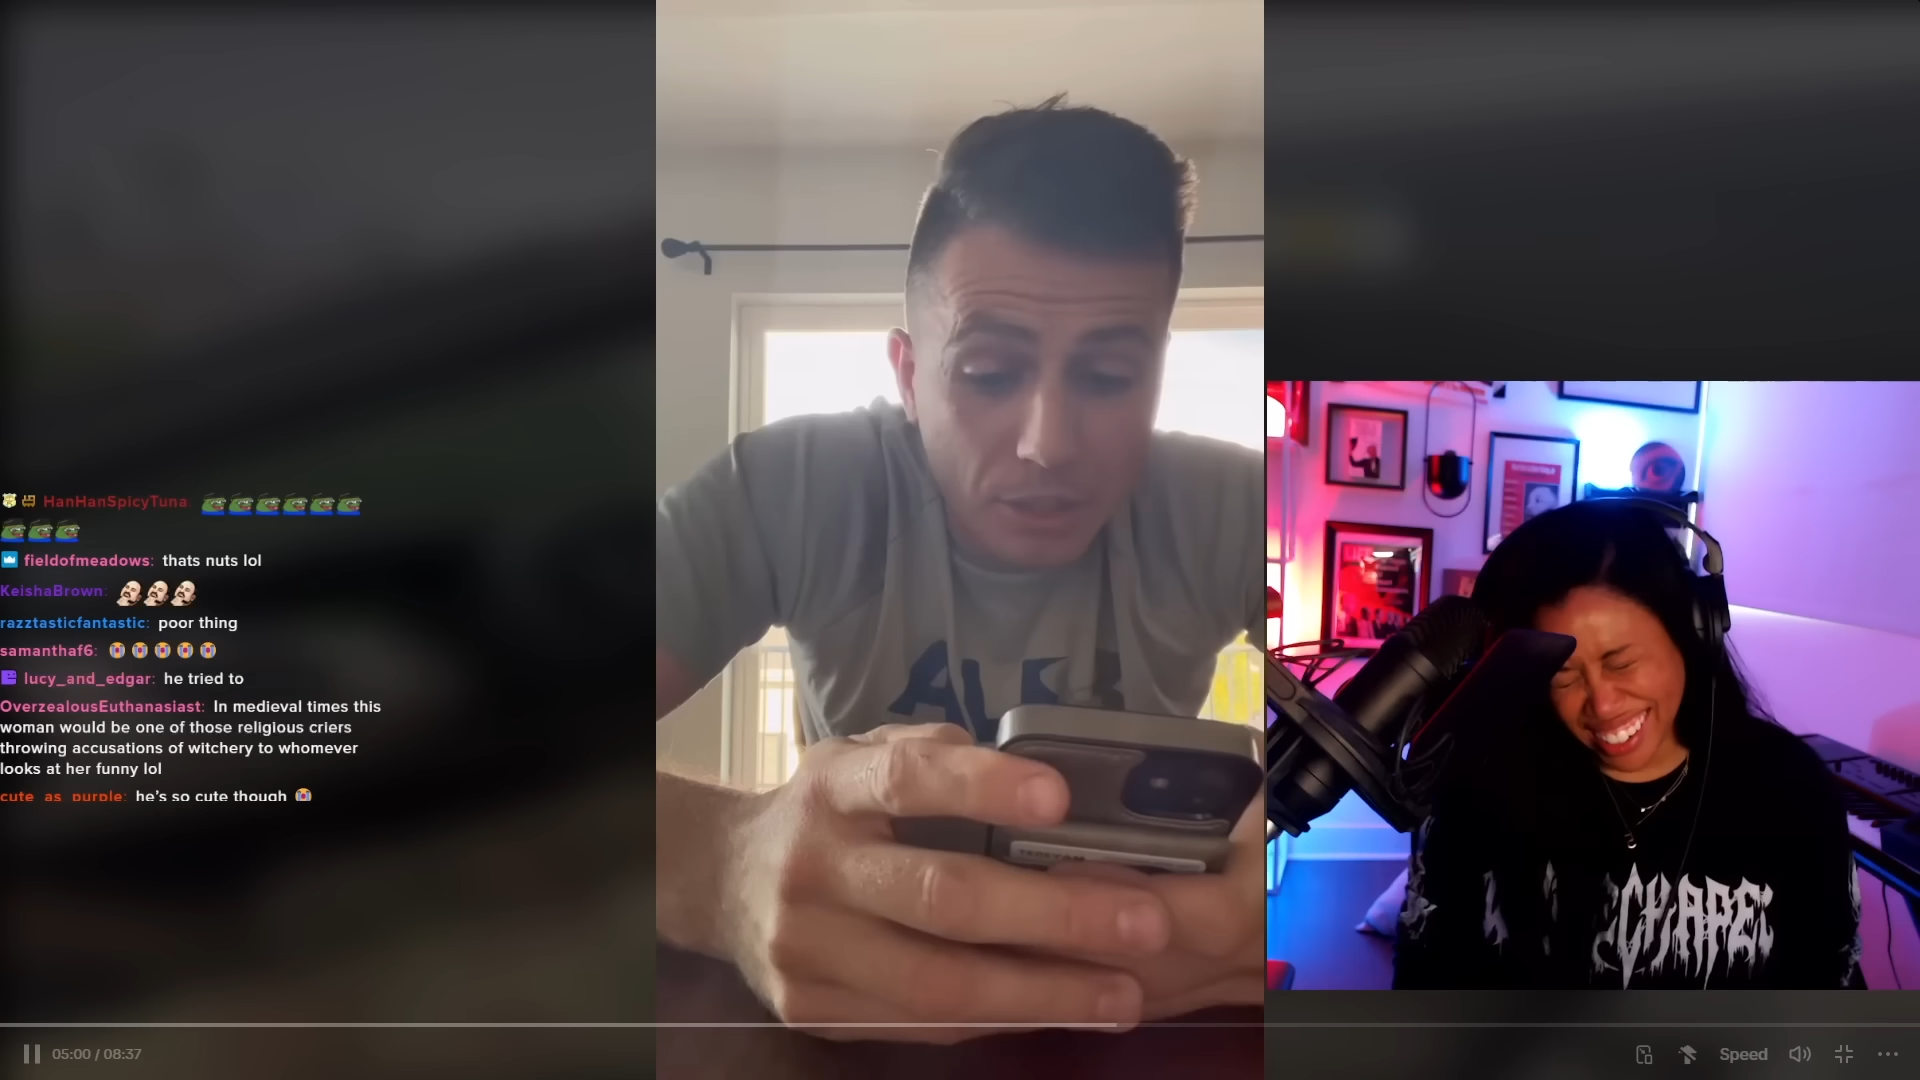 HanHanSpicyTuna:
fieldofmeadows: thats nuts lol
KeishaBrown:
razztasticfantastic: poor thing
samanthaf6:
lucy_and_edgar: he tried to
OverzealousEuthanasiast: In medieval times this
woman would be one of those religious criers
throwing accusations of witchery to whomever
looks at her funny lol
cute_as_purple: he's so cute though
05:00 / 08:37
Speed